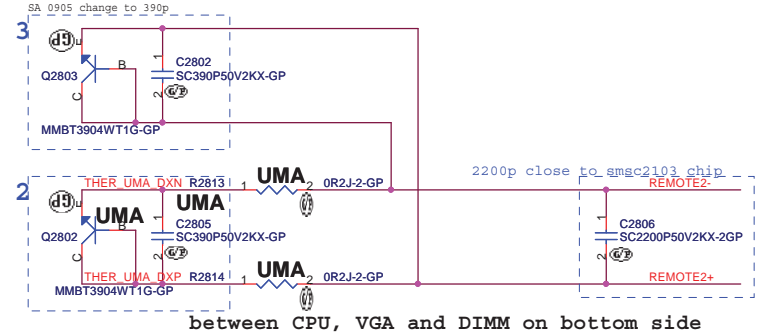 SA 0905 change to 390p
3
GP
E
B
C
Q2803
1
C2802
SC390P50V2KX-GP
2
G/P
MMBT3904WT1G-GP
2200p close to smsc2103 chip
2
THER_UMA_DXN R2813
1
UMA
2
0R2J-2-GP
G/P
REMOTE2-
GP
E
UMA
B
C
Q2802
UMA
1
C2805
SC390P50V2KX-GP
2
G/P
1
C2806
SC2200P50V2KX-2GP
2
G/P
THER_UMA_DXP R2814
1
UMA
2
0R2J-2-GP
G/P
REMOTE2+
MMBT3904WT1G-GP
between CPU, VGA and DIMM on bottom side